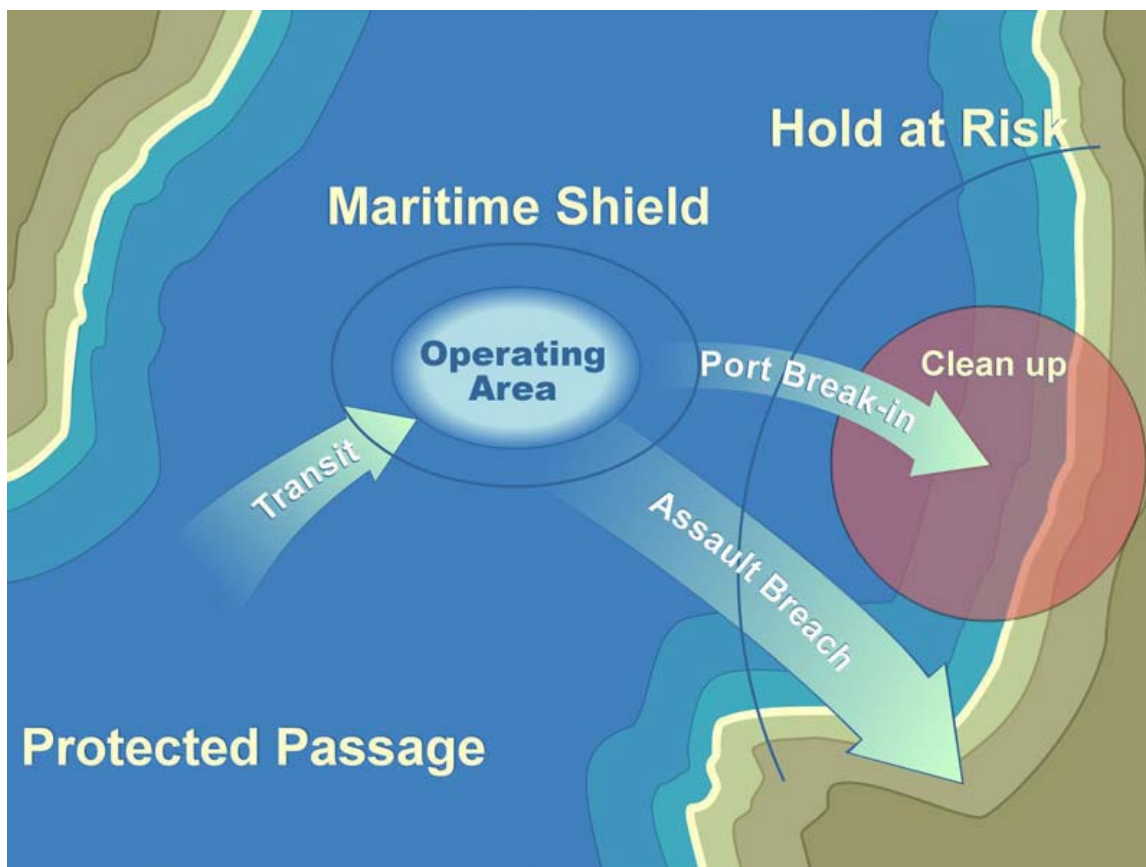 Hold at Risk
Maritime Shield
Operating
Area
Port Break-in
Clean up
Transit
Assault Breach
Protected Passage